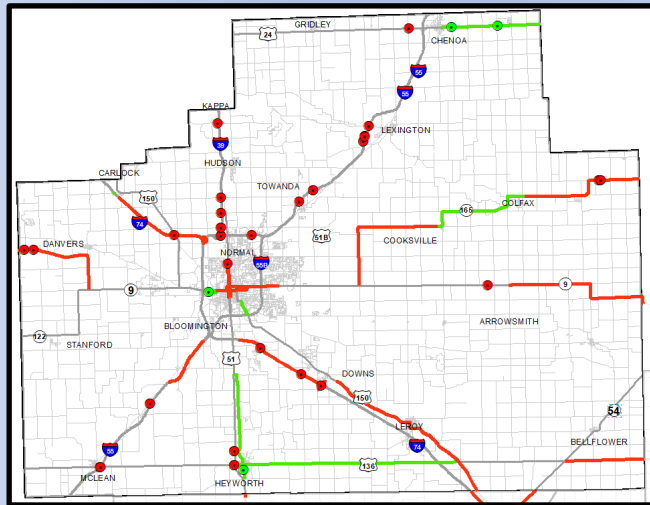 GRIDLEY
24
CHENOA
55
55
KAPPA
LEXINGTON
39
HUDSON
CARLOCK
TOWANDA
150
COLFAX
165
74
51B
COOKSVILLE
DANVERS
NORMAL
55B
9
9
ARROWSMITH
BLOOMINGTON
122
STANFORD
51
DOWNS
150
54
LEROY
BELLFLOWER
55
74
136
MCLEAN
HEYWORTH